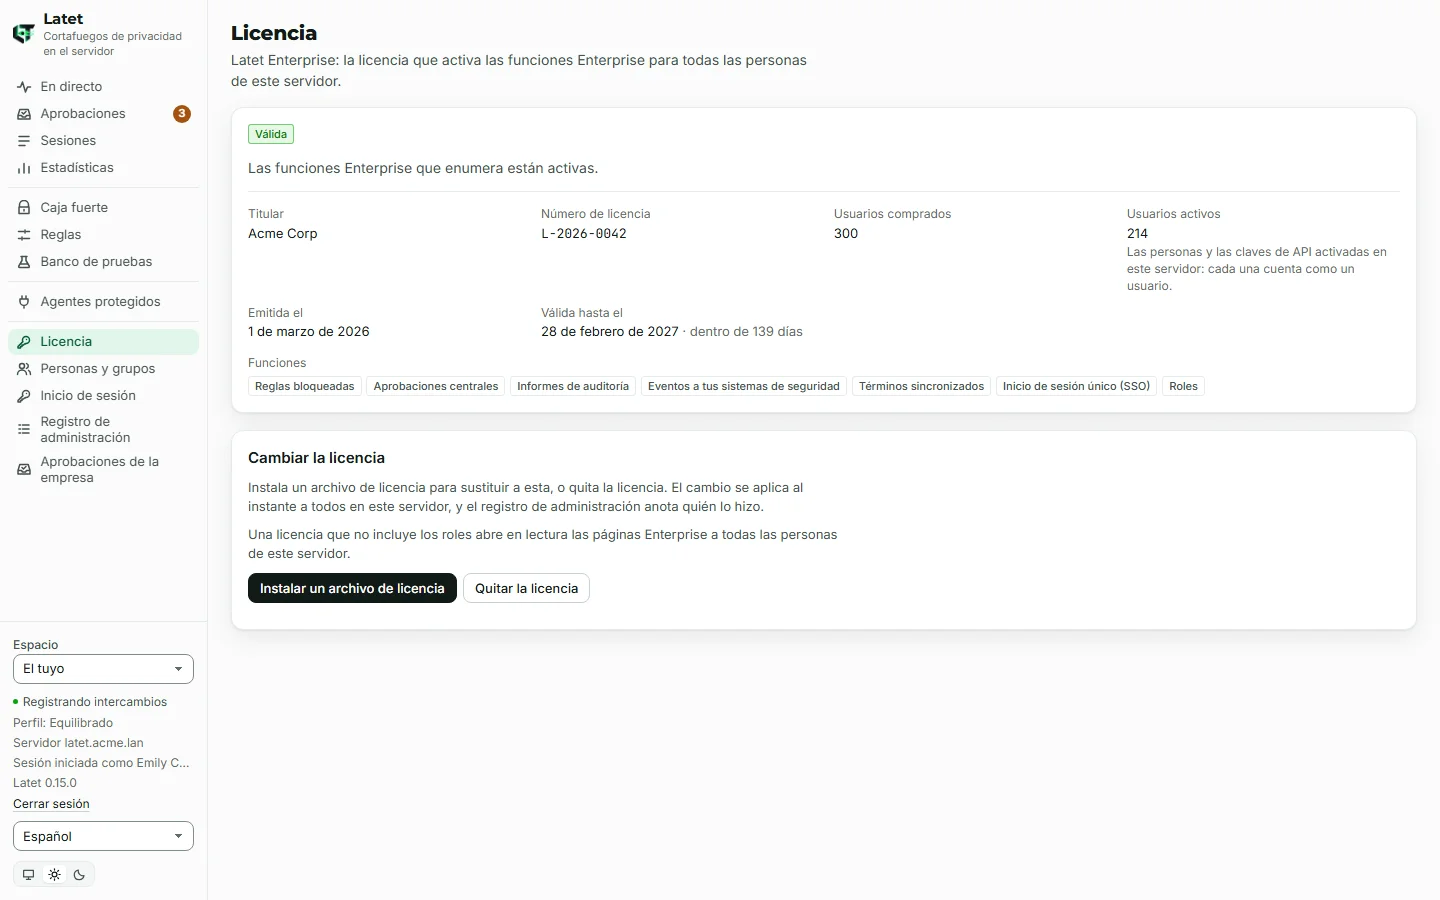 Latet
Cortafuegos de privacidad
en el servidor
En directo
Aprobaciones
3
Sesiones
Estadísticas
Caja fuerte
Reglas
Banco de pruebas
Agentes protegidos
Licencia
Personas y grupos
Inicio de sesión
Registro de
administración
Aprobaciones de la
empresa
Espacio
El tuyo
Registrando intercambios
Perfil: Equilibrado
Servidor latet.acme.lan
Sesión iniciada como Emily C...
Latet 0.15.0
Cerrar sesión
Español
Licencia
Latet Enterprise: la licencia que activa las funciones Enterprise para todas las personas
de este servidor.
Válida
Las funciones Enterprise que enumera están activas.
Titular
Acme Corp
Número de licencia
L-2026-0042
Usuarios comprados
300
Usuarios activos
214
Las personas y las claves de API activadas en
este servidor: cada una cuenta como un
usuario.
Emitida el
1 de marzo de 2026
Válida hasta el
28 de febrero de 2027 · dentro de 139 días
Funciones
Reglas bloqueadas
Aprobaciones centrales
Informes de auditoría
Eventos a tus sistemas de seguridad
Términos sincronizados
Inicio de sesión único (SSO)
Roles
Cambiar la licencia
Instala un archivo de licencia para sustituir a esta, o quita la licencia. El cambio se aplica al
instante a todos en este servidor, y el registro de administración anota quién lo hizo.
Una licencia que no incluye los roles abre en lectura las páginas Enterprise a todas las personas
de este servidor.
Instalar un archivo de licencia
Quitar la licencia